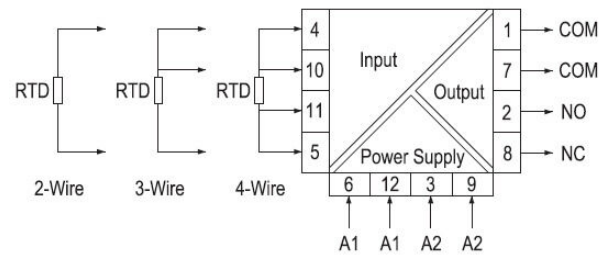 4 1 COM
10 Input 7 COM
RTD RTD RTD Output
11 2 NO
5 Power Supply 8 NC
2-Wire 3-Wire 4-Wire 6 12 3 9
A1 A1 A2 A2